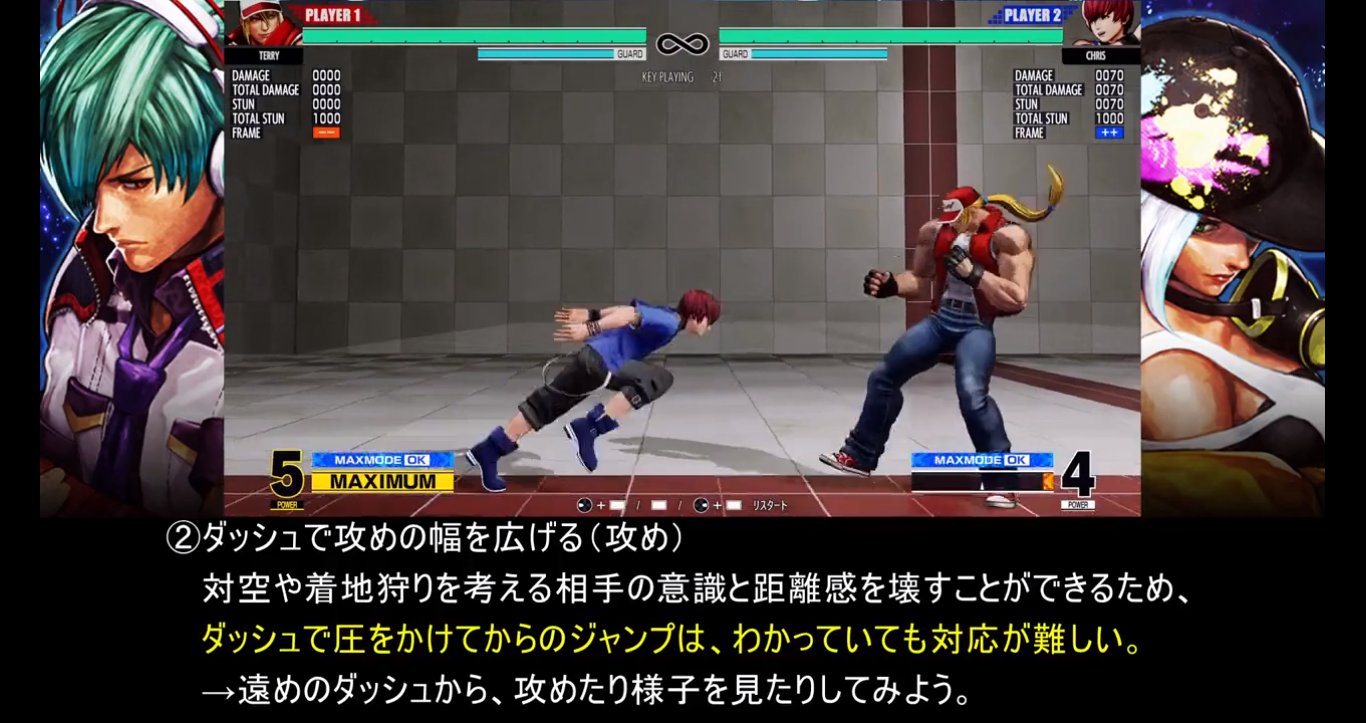 PLAYER 1
PLAYER 2
TERRY
GUARD
GUARD
CHRIS
KEY PLAYING 21
DAMAGE 0000
TOTAL DAMAGE 0000
STUN 0000
TOTAL STUN 1000
FRAME --
DAMAGE 0070
TOTAL DAMAGE 0070
STUN 0070
TOTAL STUN 1000
FRAME ++
5
POWER
MAXMODE OK
MAXIMUM
MAXMODE OK
4
POWER
+ / / + リスタート
②ダッシュで攻めの幅を広げる(攻め)
対空や着地狩りを考える相手の意識と距離感を壊すことができるため、
ダッシュで圧をかけてからのジャンプは、わかっていても対応が難しい。
→遠めのダッシュから、攻めたり様子を見たりしてみよう。